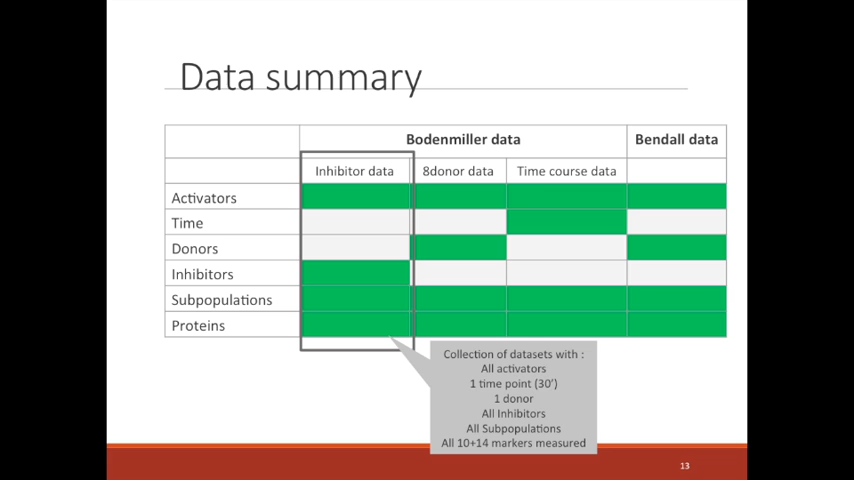 Data summary
Bodenmiller data Bendall data
Inhibitor data 8donor data Time course data
Activators
Time
Donors
Inhibitors
Subpopulations
Proteins
Collection of datasets with :
All activators
1 time point (30’)
1 donor
All Inhibitors
All Subpopulations
All 10+14 markers measured
13